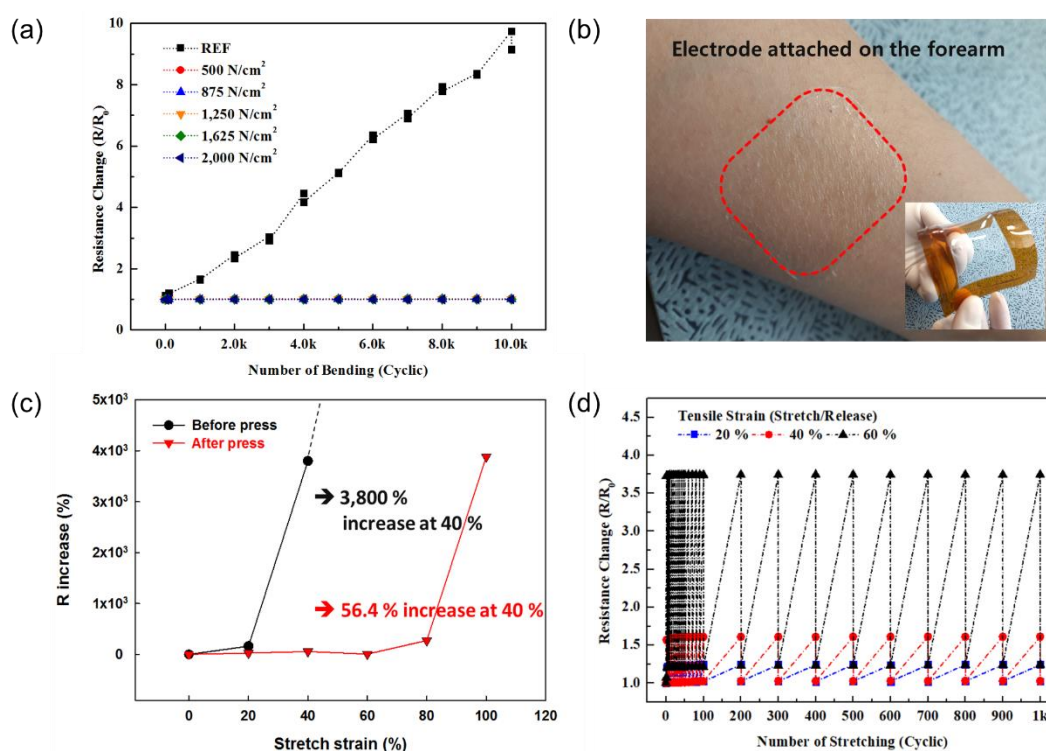 (a)
10
8
6
4
2
0
Resistance Change (R/R₀)
REF
500 N/cm²
875 N/cm²
1,250 N/cm²
1,625 N/cm²
2,000 N/cm²
0.0 2.0k 4.0k 6.0k 8.0k 10.0k
Number of Bending (Cyclic)
(b)
Electrode attached on the forearm
(c)
5x10³
4x10³
3x10³
2x10³
1x10³
0
R increase (%)
Before press
After press
➔ 3,800 %
increase at 40 %
➔ 56.4 % increase at 40 %
0 20 40 60 80 100 120
Stretch strain (%)
(d)
4.5
4.0
3.5
3.0
2.5
2.0
1.5
1.0
Resistance Change (R/R₀)
Tensile Strain (Stretch/Release)
20 % 40 % 60 %
0 100 200 300 400 500 600 700 800 900 1k
Number of Stretching (Cyclic)